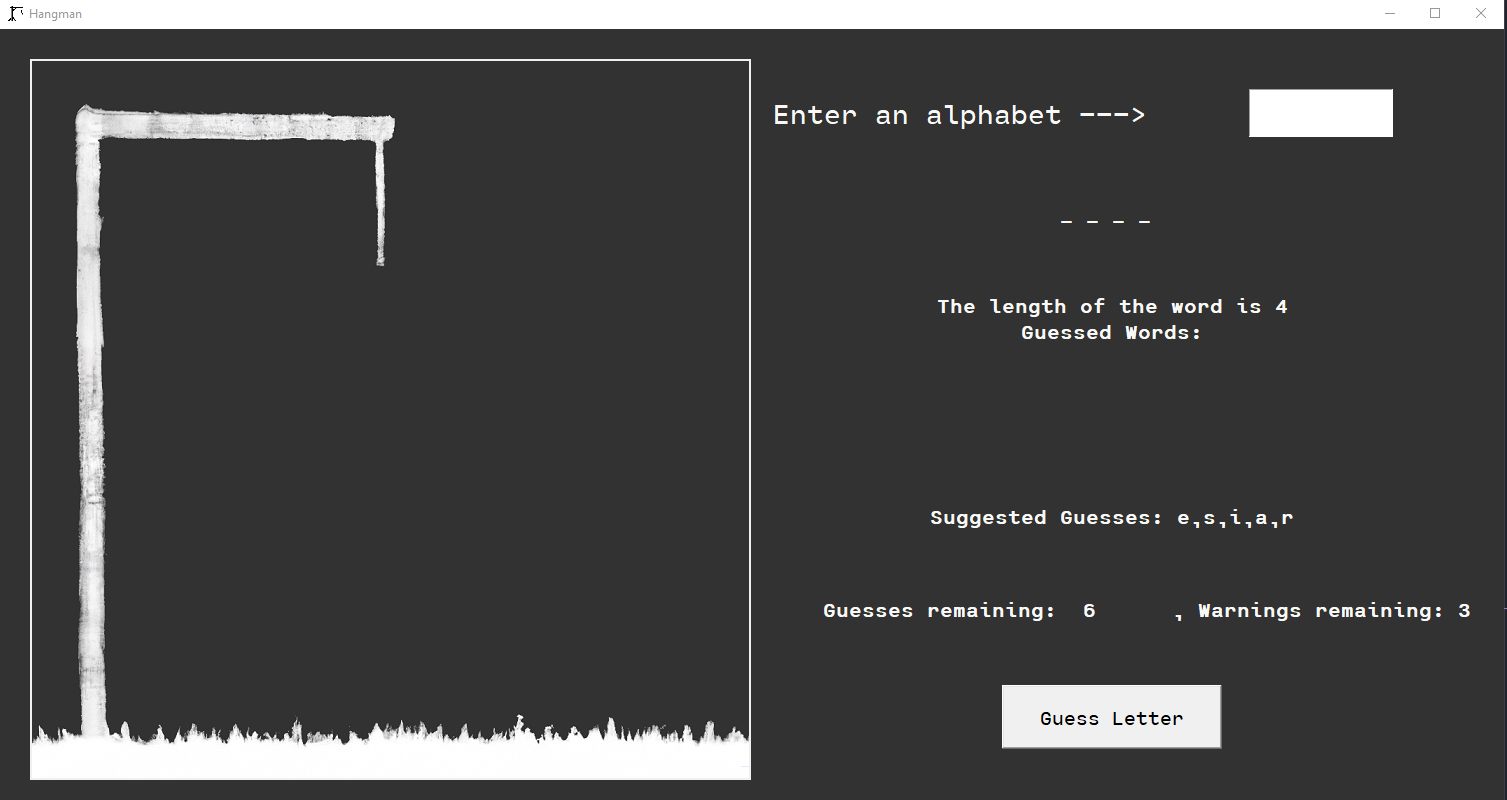 Hangman
Enter an alphabet --->
- - - -
The length of the word is 4
Guessed Words:
Suggested Guesses: e,s,i,a,r
Guesses remaining: 6 , Warnings remaining: 3
Guess Letter